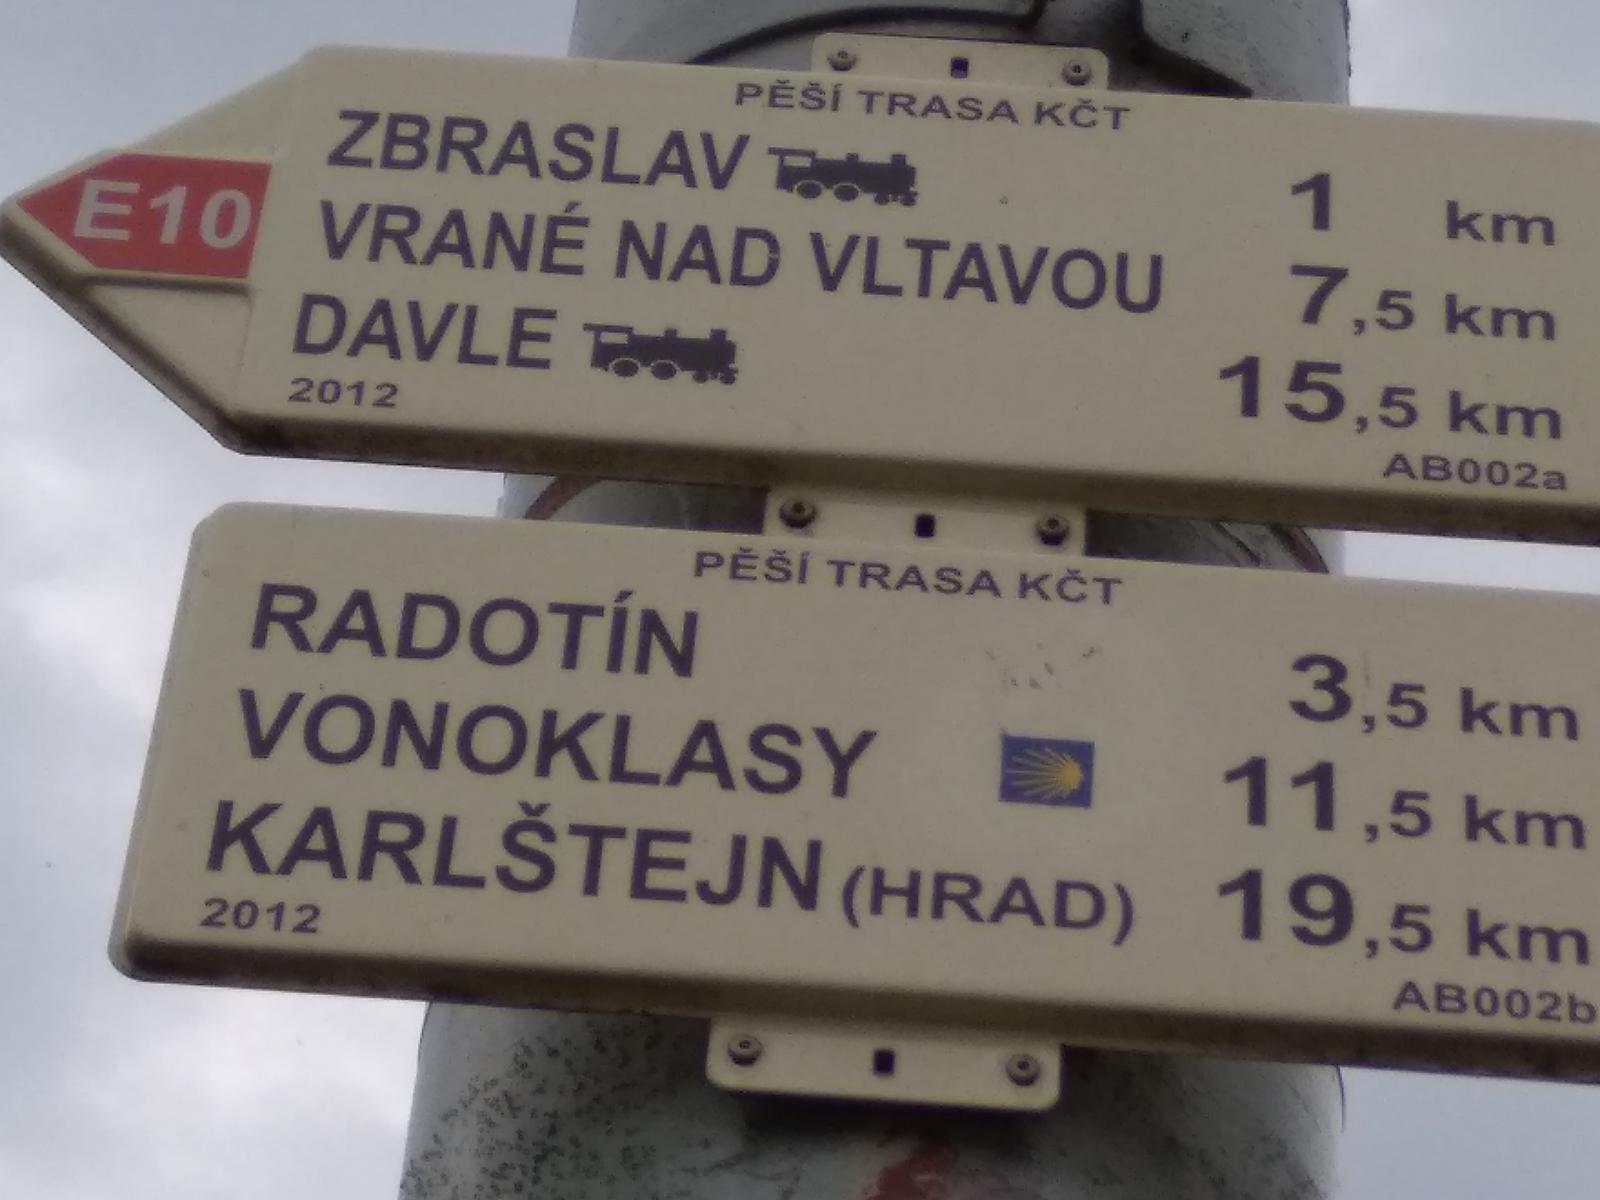 PĚŠÍ TRASA KČT
E10
ZBRASLAV 1 km
VRANÉ NAD VLTAVOU 7,5 km
DAVLE 15,5 km
2012
AB002a
PĚŠÍ TRASA KČT
RADOTÍN 3,5 km
VONOKLASY 11,5 km
KARLŠTEJN (HRAD) 19,5 km
2012
AB002b